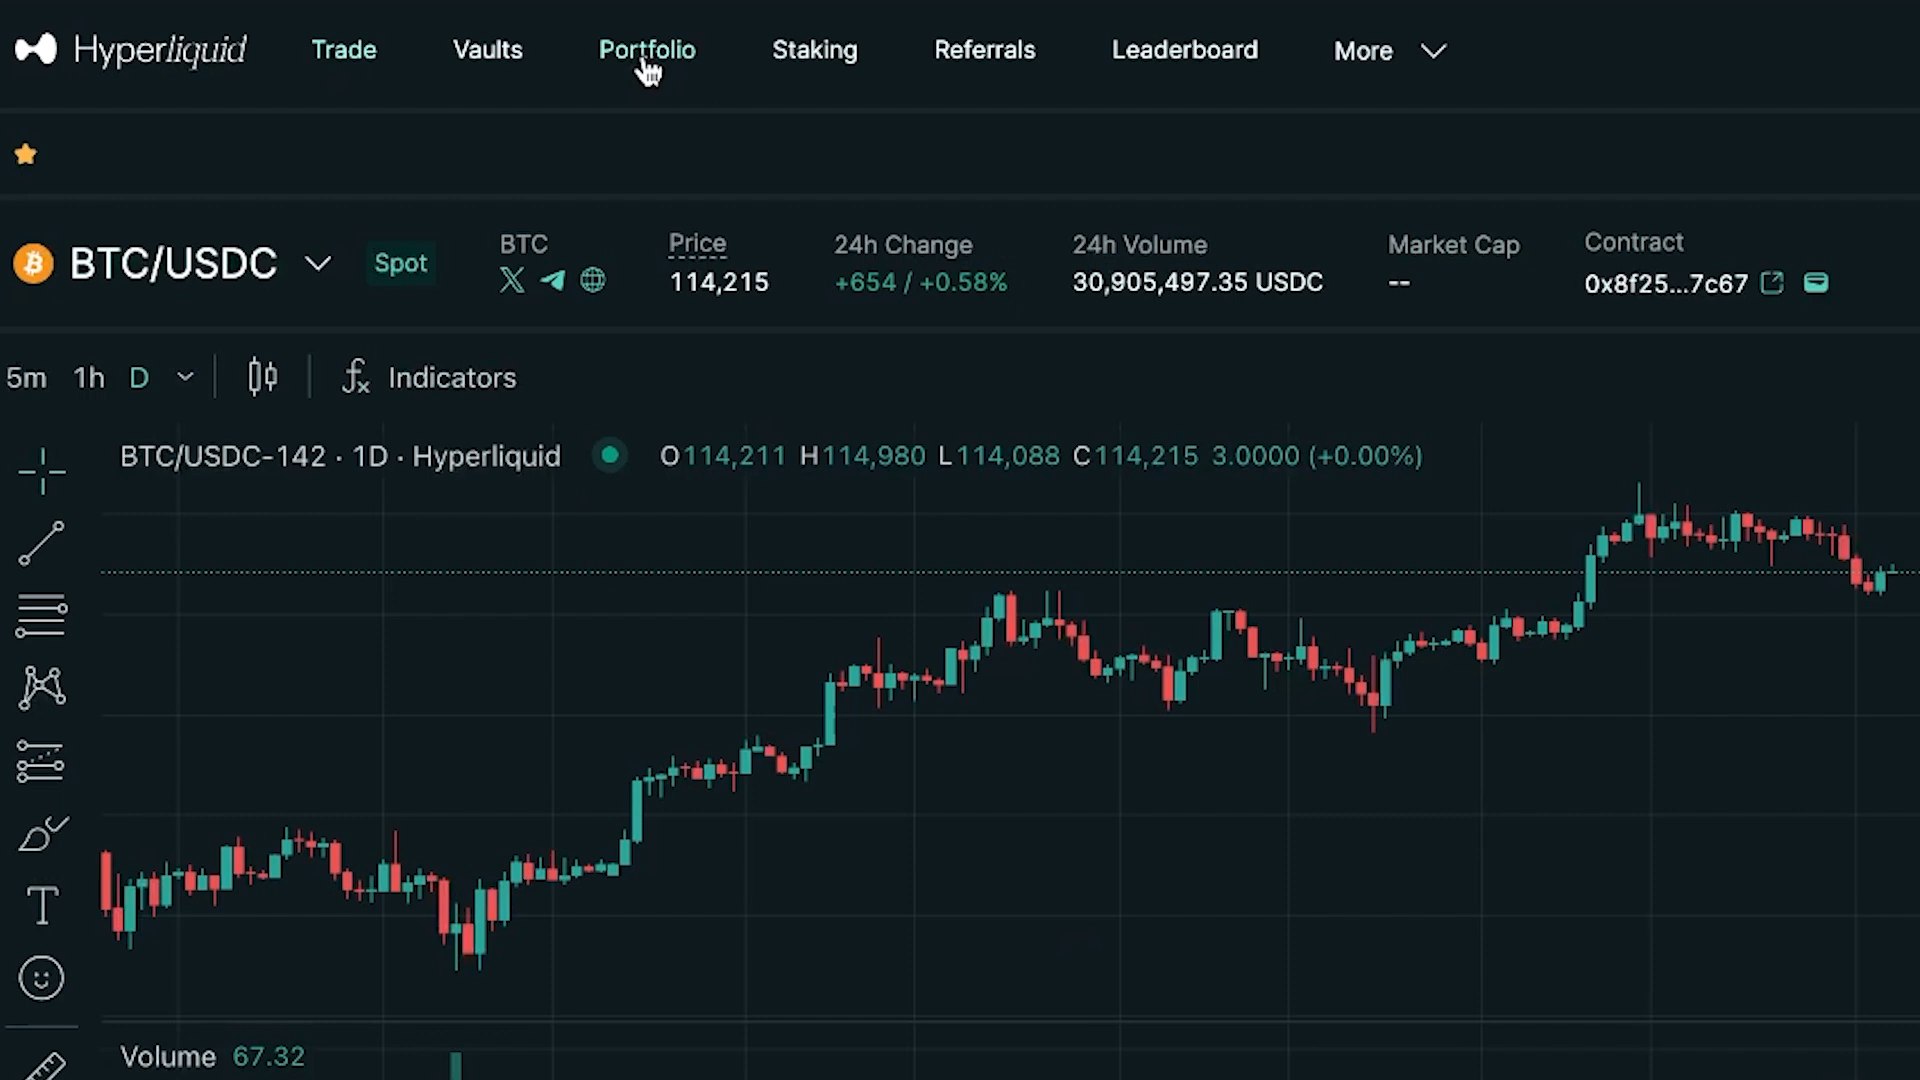 Hyperliquid Trade Vaults Portfolio Staking Referrals Leaderboard More
BTC/USDC Spot
BTC
Price
114,215
24h Change
+654 / +0.58%
24h Volume
30,905,497.35 USDC
Market Cap
--
Contract
0x8f25...7c67
5m 1h D Indicators
BTC/USDC-142 · 1D · Hyperliquid O114,211 H114,980 L114,088 C114,215 3.0000 (+0.00%)
Volume 67.32